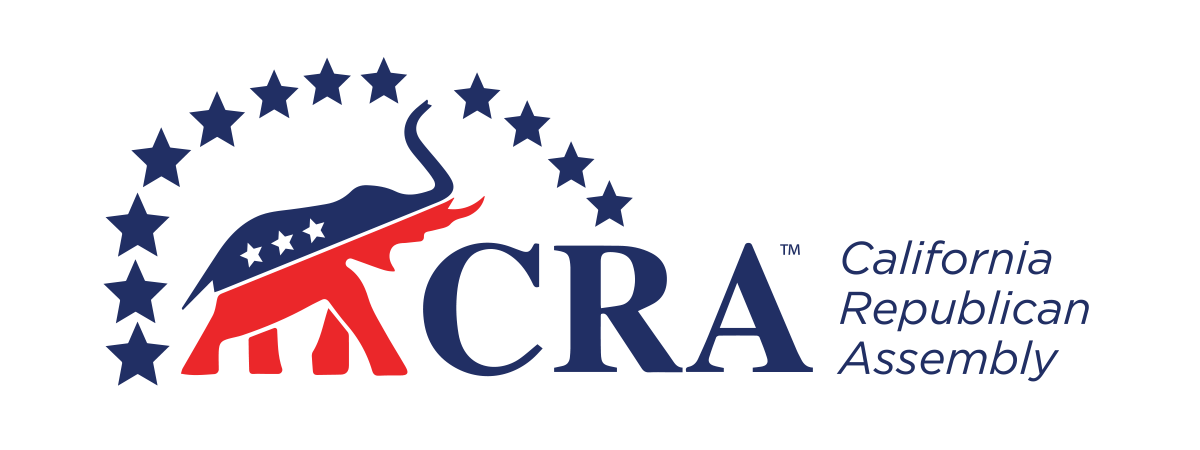 CRA™
California
Republican
Assembly